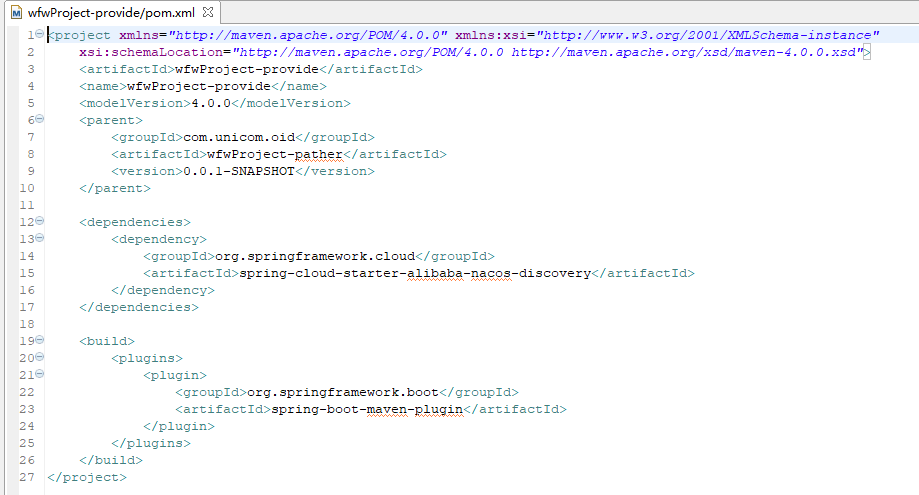 wfwProject-provide/pom.xml
1 <project xmlns="http://maven.apache.org/POM/4.0.0" xmlns:xsi="http://www.w3.org/2001/XMLSchema-instance"
2     xsi:schemaLocation="http://maven.apache.org/POM/4.0.0 http://maven.apache.org/xsd/maven-4.0.0.xsd">
3     <artifactId>wfwProject-provide</artifactId>
4     <name>wfwProject-provide</name>
5     <modelVersion>4.0.0</modelVersion>
6     <parent>
7         <groupId>com.unicom.oid</groupId>
8         <artifactId>wfwProject-pather</artifactId>
9         <version>0.0.1-SNAPSHOT</version>
10     </parent>
11
12     <dependencies>
13         <dependency>
14             <groupId>org.springframework.cloud</groupId>
15             <artifactId>spring-cloud-starter-alibaba-nacos-discovery</artifactId>
16         </dependency>
17     </dependencies>
18
19     <build>
20         <plugins>
21             <plugin>
22                 <groupId>org.springframework.boot</groupId>
23                 <artifactId>spring-boot-maven-plugin</artifactId>
24             </plugin>
25         </plugins>
26     </build>
27 </project>